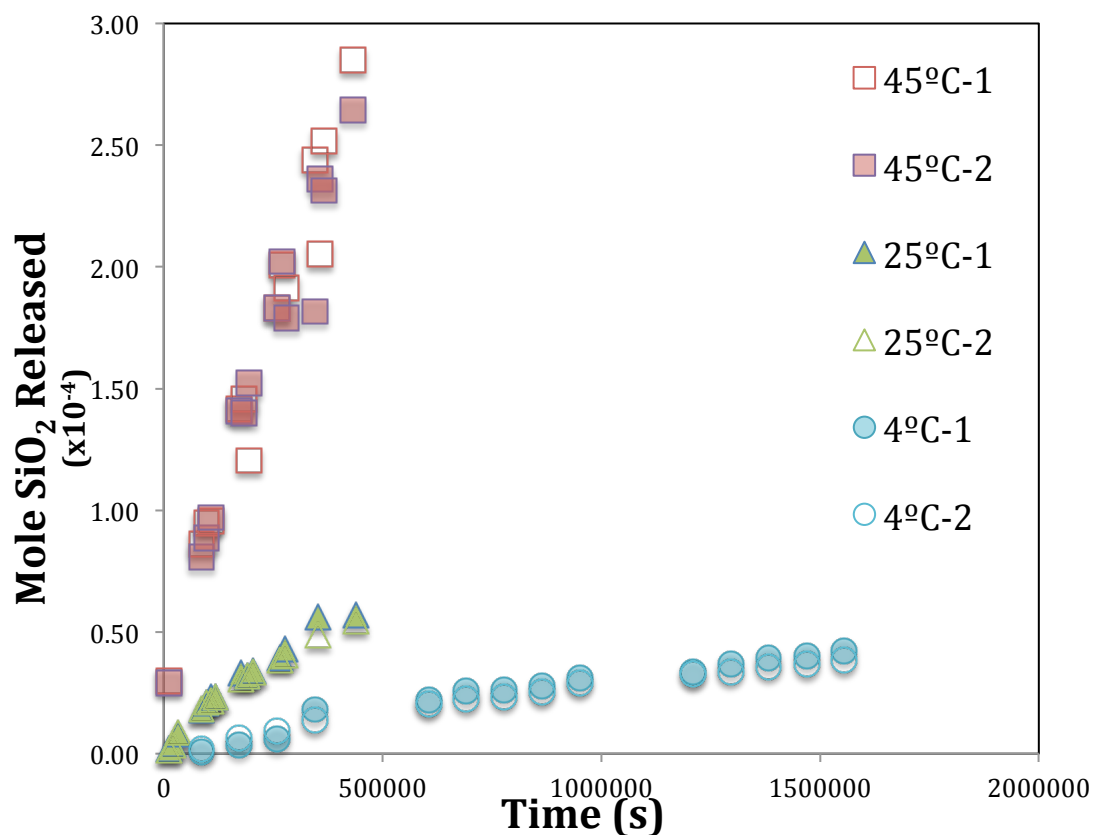 3.00
2.50
2.00
1.50
1.00
0.50
0.00
0
500000
1000000
1500000
2000000
Mole SiO₂ Released
(x10⁻⁴)
Time (s)
45ºC-1
45ºC-2
25ºC-1
25ºC-2
4ºC-1
4ºC-2